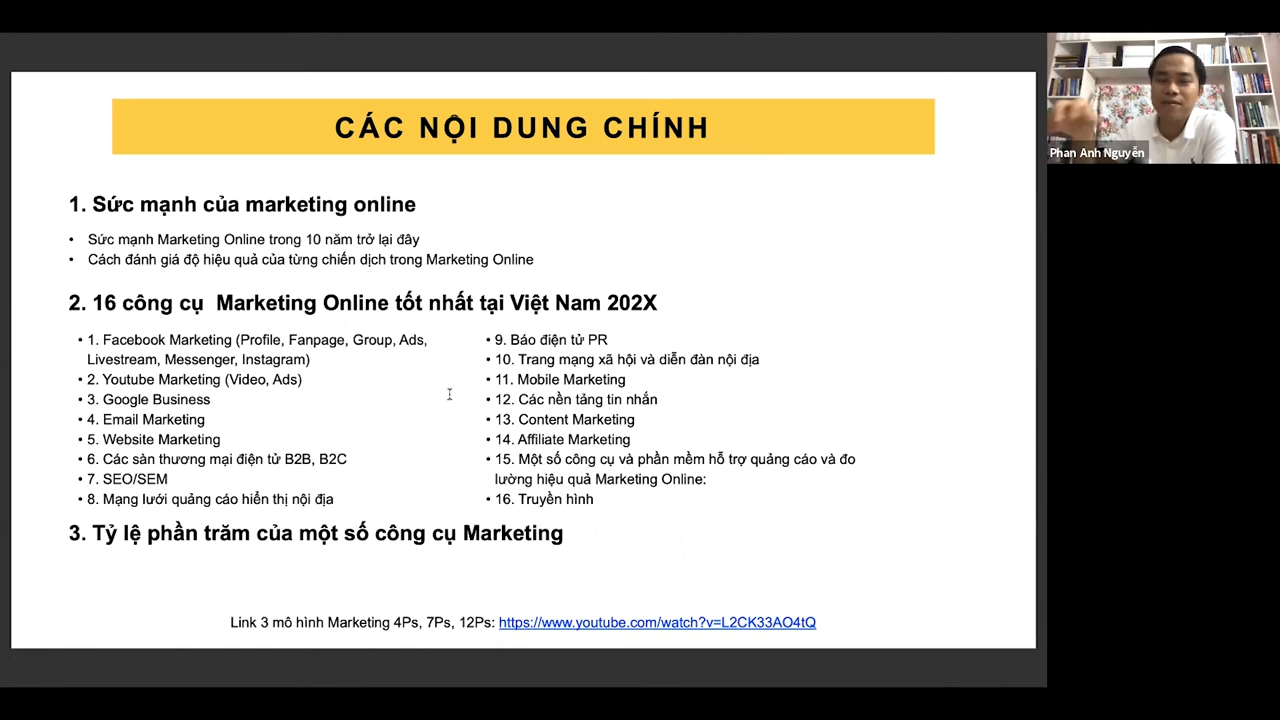 CÁC NỘI DUNG CHÍNH
Phan Anh Nguyễn
1. Sức mạnh của marketing online
• Sức mạnh Marketing Online trong 10 năm trở lại đây
• Cách đánh giá độ hiệu quả của từng chiến dịch trong Marketing Online
2. 16 công cụ Marketing Online tốt nhất tại Việt Nam 202X
• 1. Facebook Marketing (Profile, Fanpage, Group, Ads,
Livestream, Messenger, Instagram)
• 2. Youtube Marketing (Video, Ads)
• 3. Google Business
• 4. Email Marketing
• 5. Website Marketing
• 6. Các sàn thương mại điện tử B2B, B2C
• 7. SEO/SEM
• 8. Mạng lưới quảng cáo hiển thị nội địa
• 9. Báo điện tử PR
• 10. Trang mạng xã hội và diễn đàn nội địa
• 11. Mobile Marketing
• 12. Các nền tảng tin nhắn
• 13. Content Marketing
• 14. Affiliate Marketing
• 15. Một số công cụ và phần mềm hỗ trợ quảng cáo và đo
lường hiệu quả Marketing Online:
• 16. Truyền hình
3. Tỷ lệ phần trăm của một số công cụ Marketing
Link 3 mô hình Marketing 4Ps, 7Ps, 12Ps: https://www.youtube.com/watch?v=L2CK33AO4tQ